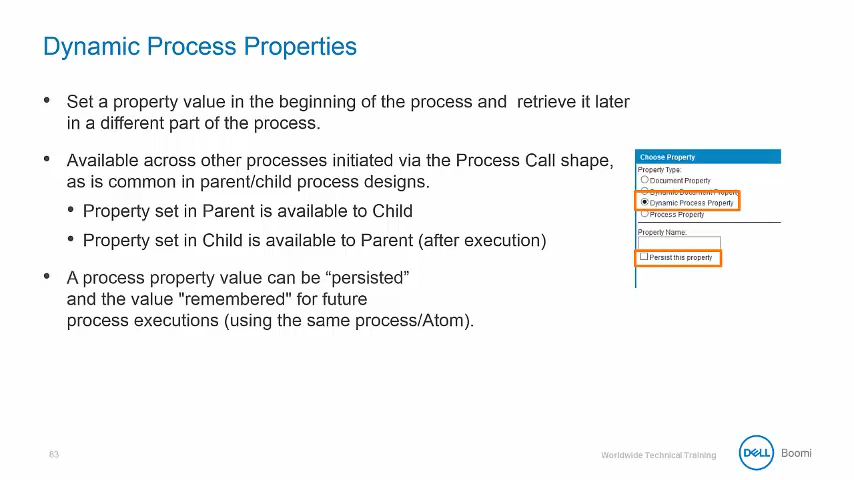 Dynamic Process Properties
• Set a property value in the beginning of the process and retrieve it later
in a different part of the process.
• Available across other processes initiated via the Process Call shape,
as is common in parent/child process designs.
• Property set in Parent is available to Child
• Property set in Child is available to Parent (after execution)
• A process property value can be “persisted”
and the value "remembered" for future
process executions (using the same process/Atom).
Choose Property
Property Type:
Document Property
Dynamic Document Property
Dynamic Process Property
Process Property
Property Name:
Persist this property
83
Worldwide Technical Training
DELL
Boomi